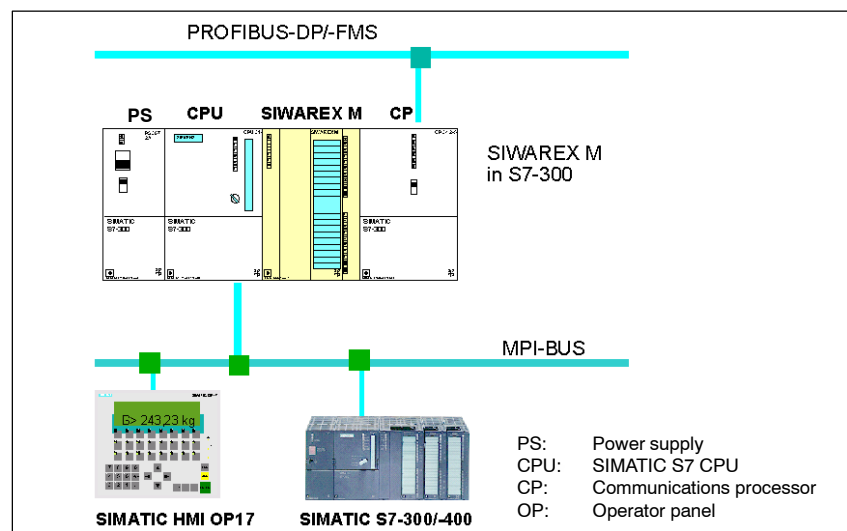 PROFIBUS-DP/-FMS
PS CPU SIWAREX M CP
SIWAREX M
in S7-300
SIMATIC
S7-300
SIMATIC
S7-300
SIMATIC
S7-300
MPI-BUS
B> 243,23 kg
SIMATIC HMI OP17
SIMATIC S7-300/-400
PS: Power supply
CPU: SIMATIC S7 CPU
CP: Communications processor
OP: Operator panel